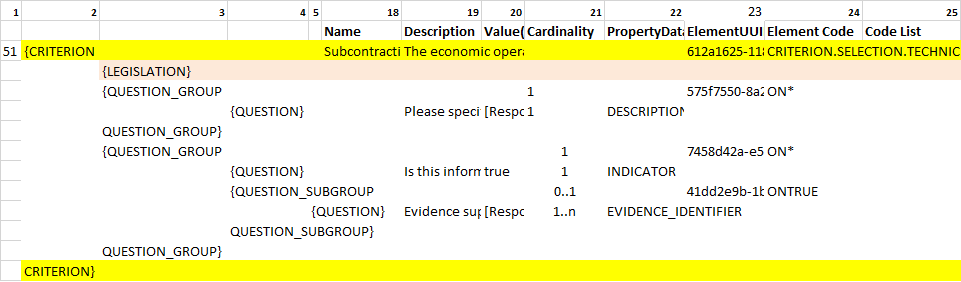 1 2 3 4 5 18 19 20 21 22 23 24 25
Name Description Value( Cardinality PropertyData ElementUUI Element Code Code List
51 {CRITERION Subcontracti The economic opera 612a1625-118 CRITERION.SELECTION.TECHNIC
{LEGISLATION}
{QUESTION_GROUP 1 575f7550-8a2 ON*
{QUESTION} Please speci [Respo 1 DESCRIPTION
QUESTION_GROUP}
{QUESTION_GROUP 1 7458d42a-e5 ON*
{QUESTION} Is this inform true 1 INDICATOR
{QUESTION_SUBGROUP 0..1 41dd2e9b-1b ONTRUE
{QUESTION} Evidence sup [Respo 1..n EVIDENCE_IDENTIFIER
QUESTION_SUBGROUP}
QUESTION_GROUP}
CRITERION}